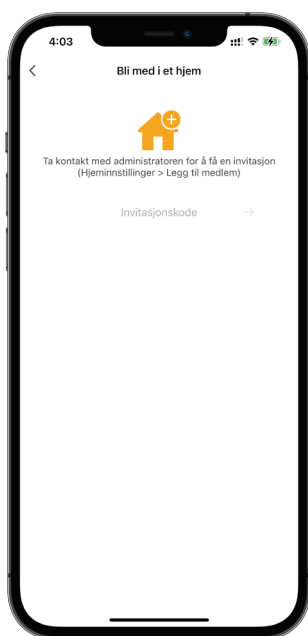 4:03
Bli med i et hjem
Ta kontakt med administratoren for å få en invitasjon
(Hjeminnstillinger > Legg til medlem)
Invitasjonskode →